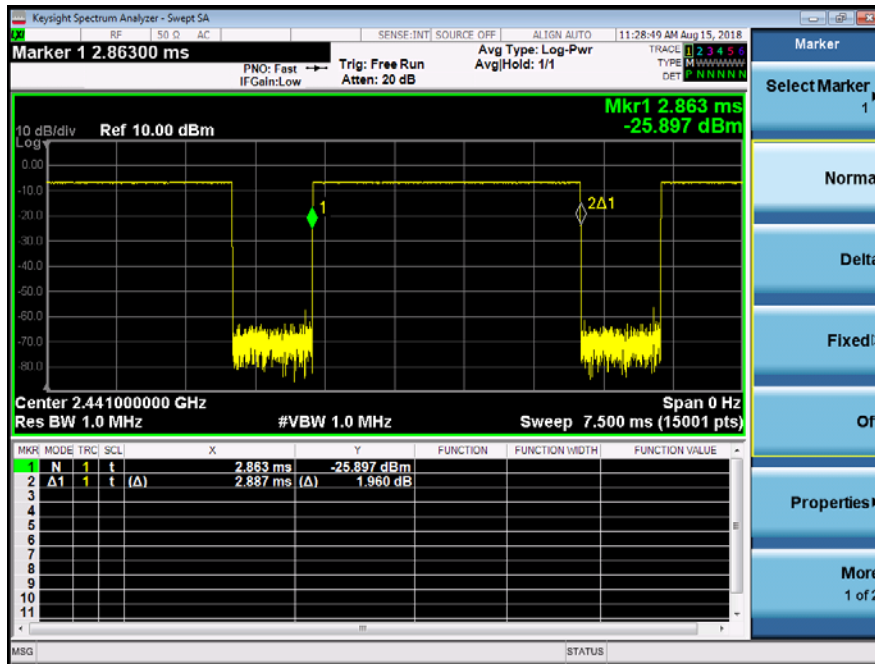 Keysight Spectrum Analyzer - Swept SA
LXI RF 50 Ω AC SENSE:INT SOURCE OFF ALIGN AUTO 11:28:49 AM Aug 15, 2018
Marker 1 2.86300 ms
PNO: Fast
IFGain:Low
Trig: Free Run
Atten: 20 dB
Avg Type: Log-Pwr
Avg|Hold: 1/1
TRACE 1 2 3 4 5 6
TYPE M
DET P N N N N N
Mkr1 2.863 ms
-25.897 dBm
10 dB/div Ref 10.00 dBm
Log
0.00
-10.0
-20.0
-30.0
-40.0
-50.0
-60.0
-70.0
-80.0
1
2Δ1
Center 2.441000000 GHz Span 0 Hz
Res BW 1.0 MHz #VBW 1.0 MHz Sweep 7.500 ms (15001 pts)
MKR MODE TRC SCL X Y FUNCTION FUNCTION WIDTH FUNCTION VALUE
1 N 1 t 2.863 ms -25.897 dBm
2 Δ1 1 t (Δ) 2.887 ms (Δ) 1.960 dB
3
4
5
6
7
8
9
10
11
MSG STATUS
Marker
Select Marker
1
Norma
Delta
Fixed
Of
Properties
More
1 of 2